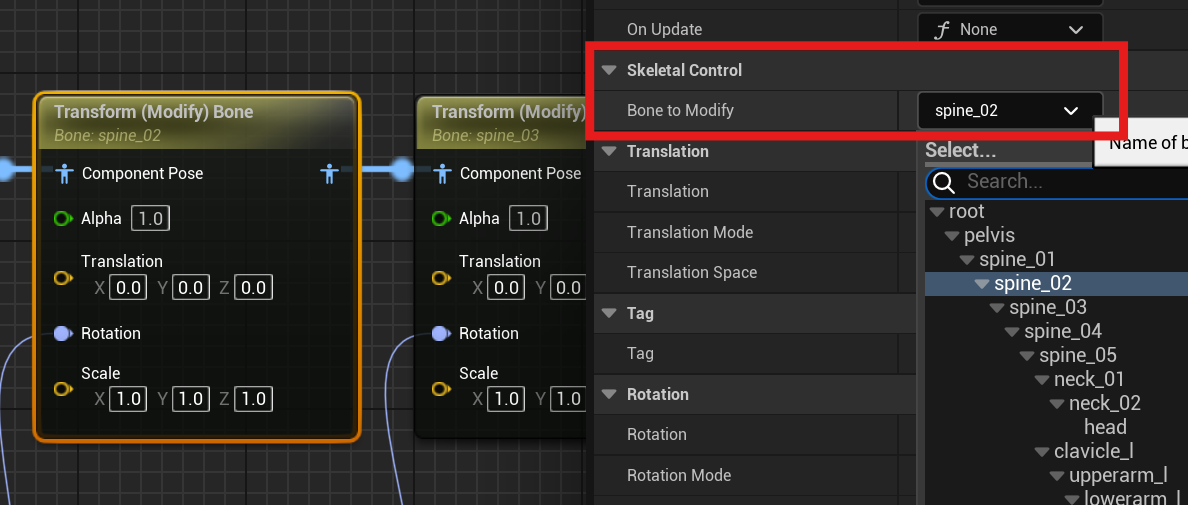 Transform (Modify) Bone
Bone: spine_02
Component Pose
Alpha 1.0
Translation
X 0.0 Y 0.0 Z 0.0
Rotation
Scale
X 1.0 Y 1.0 Z 1.0
Transform (Modify)
Bone: spine_03
Component Pose
Alpha 1.0
Translation
X 0.0 Y 0.0
Rotation
Scale
X 1.0 Y 1.0
On Update
f None
Skeletal Control
Bone to Modify spine_02
Name of b
Translation
Translation
Translation Mode
Translation Space
Tag
Tag
Rotation
Rotation
Rotation Mode
Select...
Search...
root
pelvis
spine_01
spine_02
spine_03
spine_04
spine_05
neck_01
neck_02
head
clavicle_l
upperarm_l
lowerarm_l